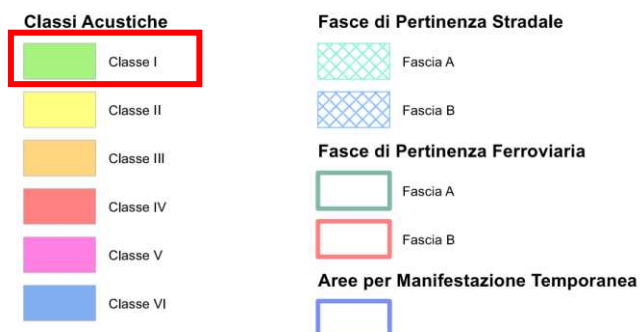 Classi Acustiche
Classe I
Classe II
Classe III
Classe IV
Classe V
Classe VI
Fasce di Pertinenza Stradale
Fascia A
Fascia B
Fasce di Pertinenza Ferroviaria
Fascia A
Fascia B
Aree per Manifestazione Temporanea